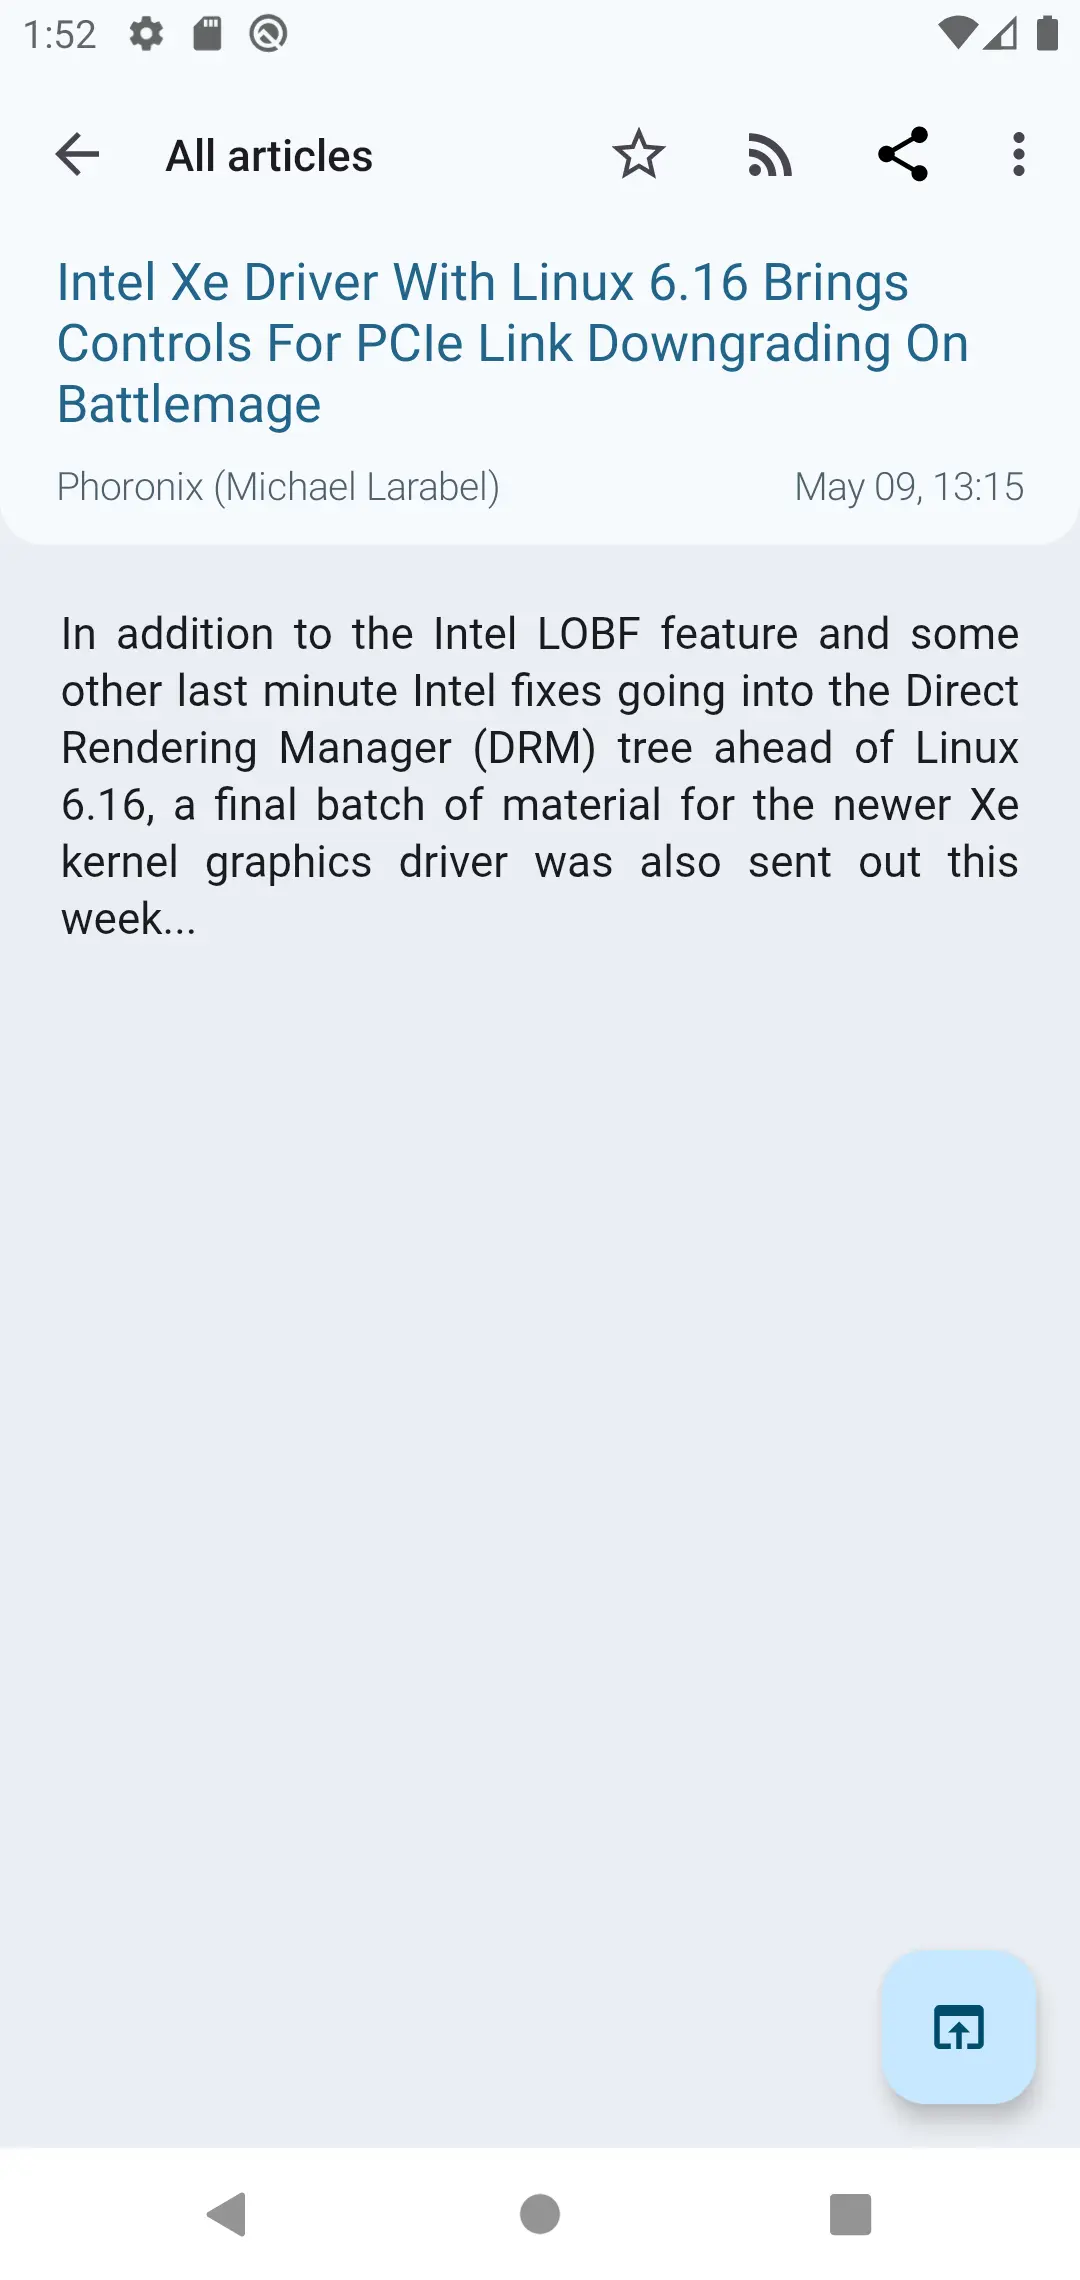 1:52
All articles
Intel Xe Driver With Linux 6.16 Brings
Controls For PCIe Link Downgrading On
Battlemage
Phoronix (Michael Larabel)
May 09, 13:15
In addition to the Intel LOBF feature and some
other last minute Intel fixes going into the Direct
Rendering Manager (DRM) tree ahead of Linux
6.16, a final batch of material for the newer Xe
kernel graphics driver was also sent out this
week...